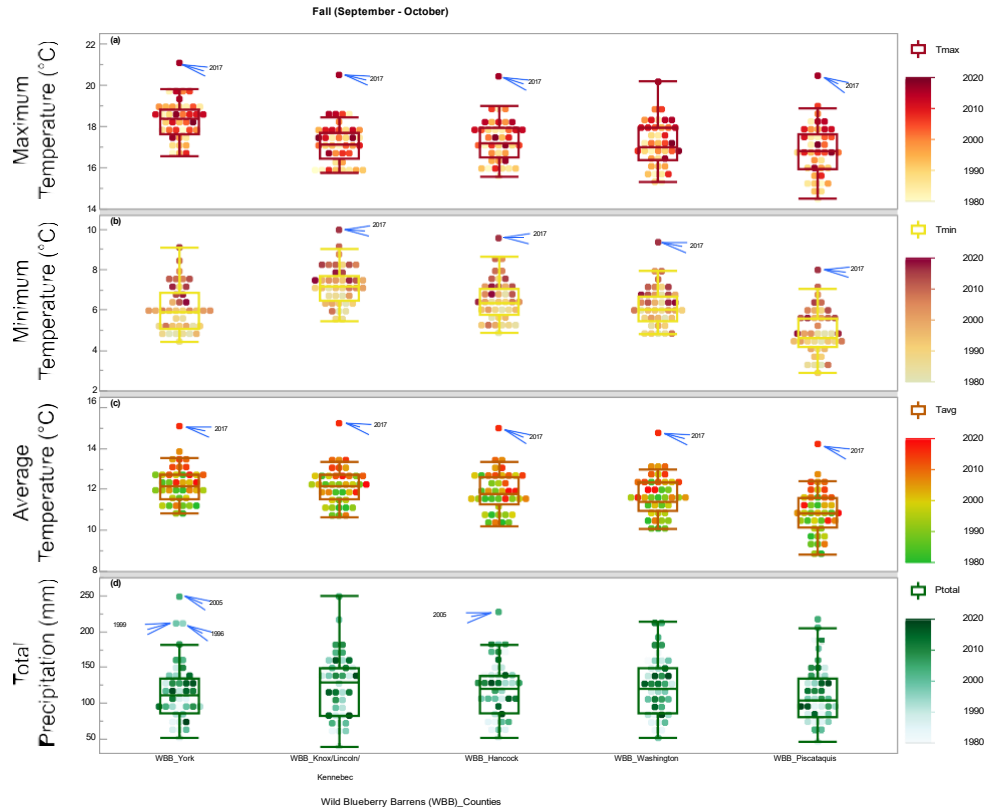 Fall (September - October)
Maximum
Temperature (°C)
22
20
18
16
14
(a)
2017
2017
2017
2017
Tmax
2020
2010
2000
1990
1980
Minimum
Temperature (°C)
10
8
6
4
2
(b)
2017
2017
2017
2017
Tmin
2020
2010
2000
1990
1980
Average
Temperature (°C)
16
14
12
10
8
(c)
2017
2017
2017
2017
2017
Tavg
2020
2010
2000
1990
1980
Total
Precipitation (mm)
250
200
150
100
50
(d)
2005
1999
1996
2005
Ptotal
2020
2010
2000
1990
1980
WBB_York
WBB_Knox/Lincoln/
Kennebec
WBB_Hancock
WBB_Washington
WBB_Piscataquis
Wild Blueberry Barrens (WBB)_Counties